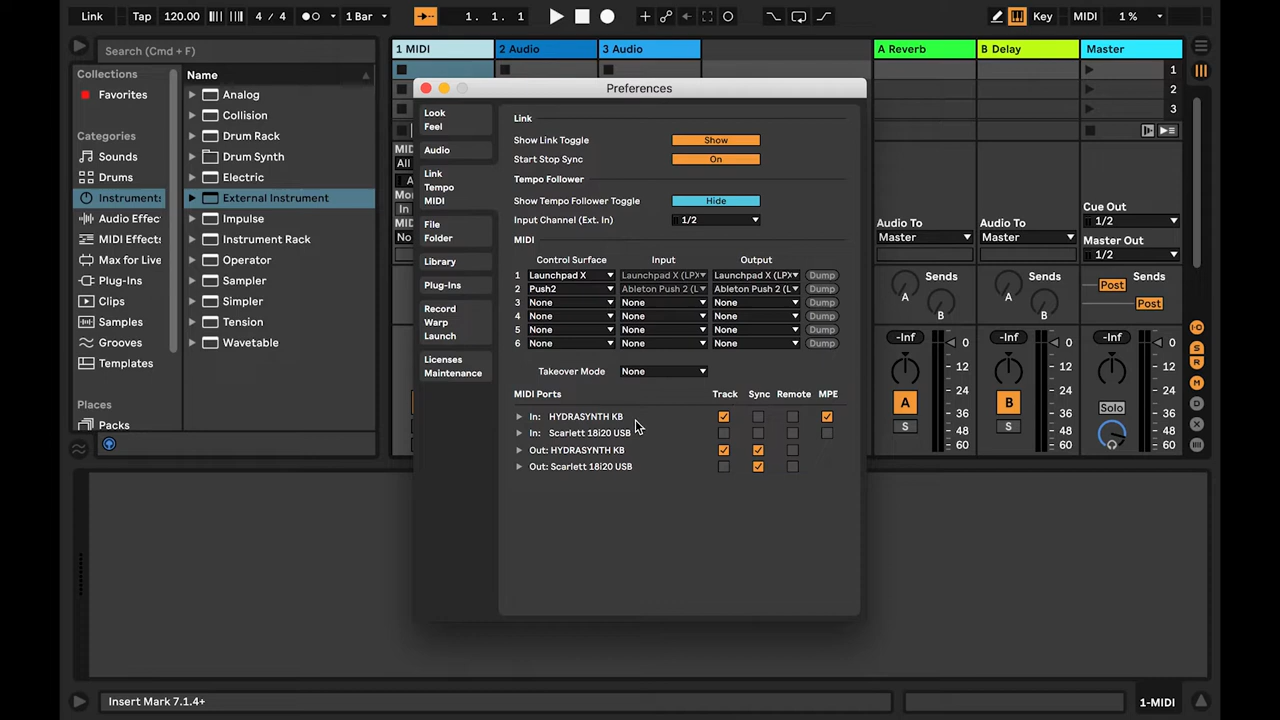 Link Tap 120.00 4 / 4 1 Bar 1. 1. 1 Key MIDI 1 %
Search (Cmd + F)
Collections
Favorites
Categories
Sounds
Drums
Instruments
Audio Effec
MIDI Effects
Max for Live
Plug-Ins
Clips
Samples
Grooves
Templates
Places
Packs
Name
Analog
Collision
Drum Rack
Drum Synth
Electric
External Instrument
Impulse
Instrument Rack
Operator
Sampler
Simpler
Tension
Wavetable
1 MIDI 2 Audio 3 Audio
MID
All
Mo
In
MID
No
Preferences
Look
Feel
Audio
Link
Tempo
MIDI
File
Folder
Library
Plug-Ins
Record
Warp
Launch
Licenses
Maintenance
Link
Show Link Toggle Show
Start Stop Sync On
Tempo Follower
Show Tempo Follower Toggle Hide
Input Channel (Ext. In) 1/2
MIDI
Control Surface Input Output
1 Launchpad X Launchpad X (LPX Launchpad X (LPX Dump
2 Push2 Ableton Push 2 (L Ableton Push 2 (L Dump
3 None None None Dump
4 None None None Dump
5 None None None Dump
6 None None None Dump
Takeover Mode None
MIDI Ports Track Sync Remote MPE
In: HYDRASYNTH KB
In: Scarlett 18i20 USB
Out: HYDRASYNTH KB
Out: Scarlett 18i20 USB
A Reverb B Delay Master
1
2
3
Cue Out
Audio To Audio To 1/2
Master Master Master Out
1/2
Sends Sends Sends
A A Post
B B Post
-Inf -Inf -Inf
0 0 0
12 12 12
24 24 24
A B Solo
36 36 36
S S
48 48 48
60 60 60
I·O
S
R
M
D
X
Insert Mark 7.1.4+
1-MIDI